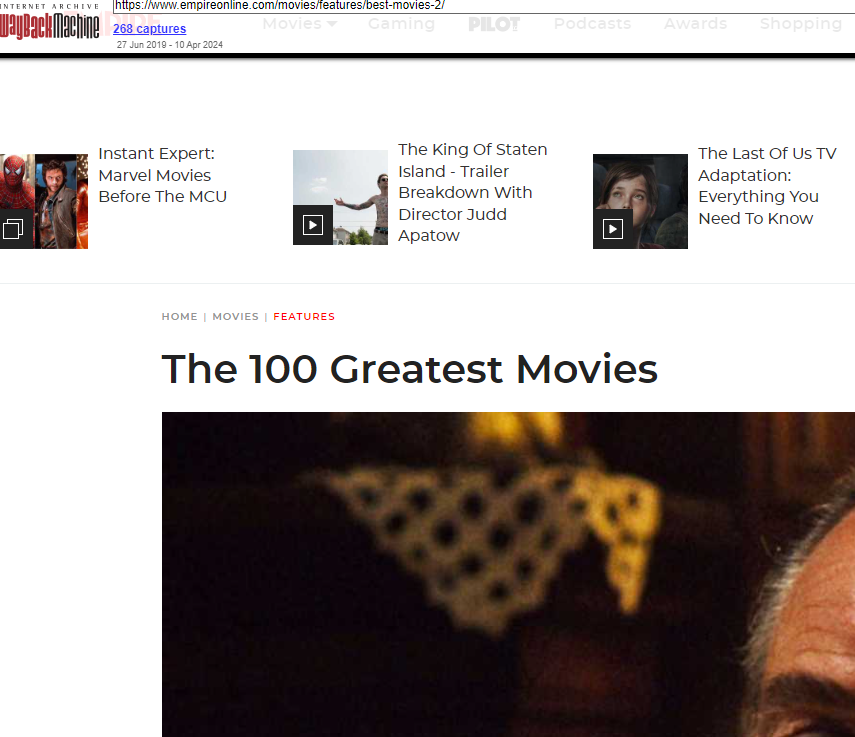 INTERNET ARCHIVE
WayBackMachine
https://www.empireonline.com/movies/features/best-movies-2/
268 captures
27 Jun 2019 - 10 Apr 2024
Movies
Gaming
PILOT
Podcasts
Awards
Shopping
Instant Expert:
Marvel Movies
Before The MCU
The King Of Staten
Island - Trailer
Breakdown With
Director Judd
Apatow
The Last Of Us TV
Adaptation:
Everything You
Need To Know
HOME | MOVIES | FEATURES
The 100 Greatest Movies